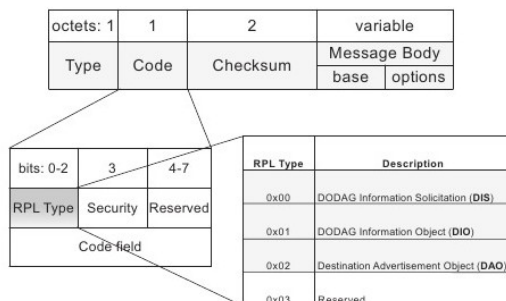 octets: 1 1 2 variable
Type Code Checksum Message Body
base options
bits: 0-2 3 4-7
RPL Type Security Reserved
Code field
RPL Type Description
0x00 DODAG Information Solicitation (DIS)
0x01 DODAG Information Object (DIO)
0x02 Destination Advertisement Object (DAO)
0x03 Reserved